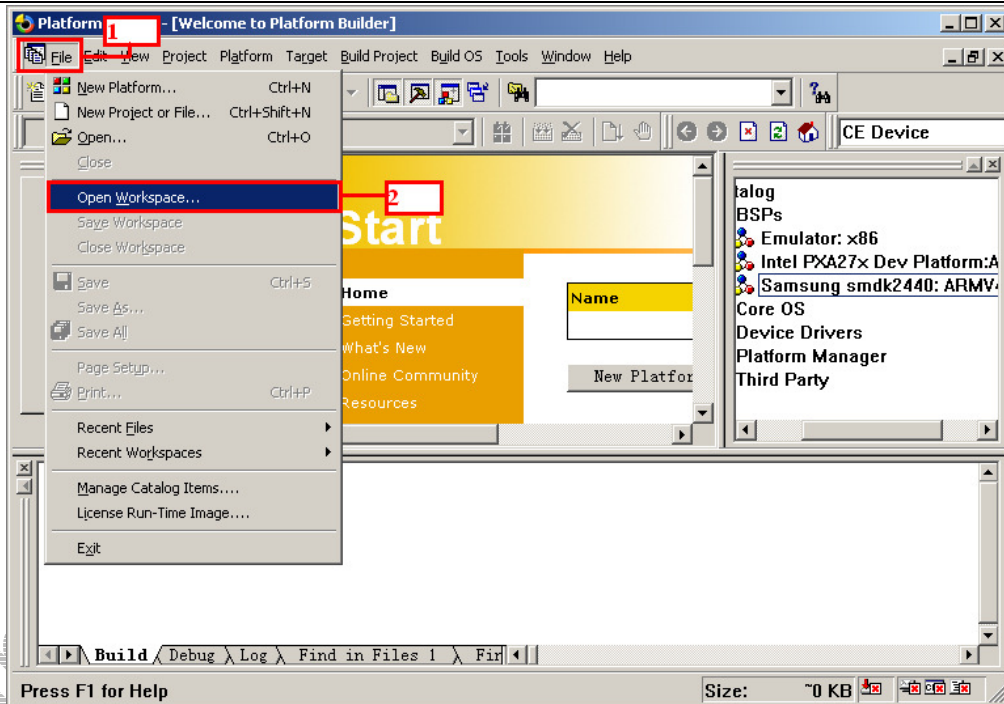 Platform - [Welcome to Platform Builder]
1
File Edit View Project Platform Target Build Project Build OS Tools Window Help
New Platform... Ctrl+N
New Project or File... Ctrl+Shift+N
Open... Ctrl+O
Close
Open Workspace...
2
Save Workspace
Close Workspace
Save Ctrl+S
Save As...
Save All
Page Setup...
Print... Ctrl+P
Recent Files
Recent Workspaces
Manage Catalog Items....
License Run-Time Image....
Exit
CE Device
Start
Home
Getting Started
What's New
Online Community
Resources
Name
New Platfor
talog
BSPs
Emulator: x86
Intel PXA27x Dev Platform:A
Samsung smdk2440: ARMV4
Core OS
Device Drivers
Platform Manager
Third Party
Build Debug Log Find in Files 1 Fin
Press F1 for Help
Size: ~0 KB